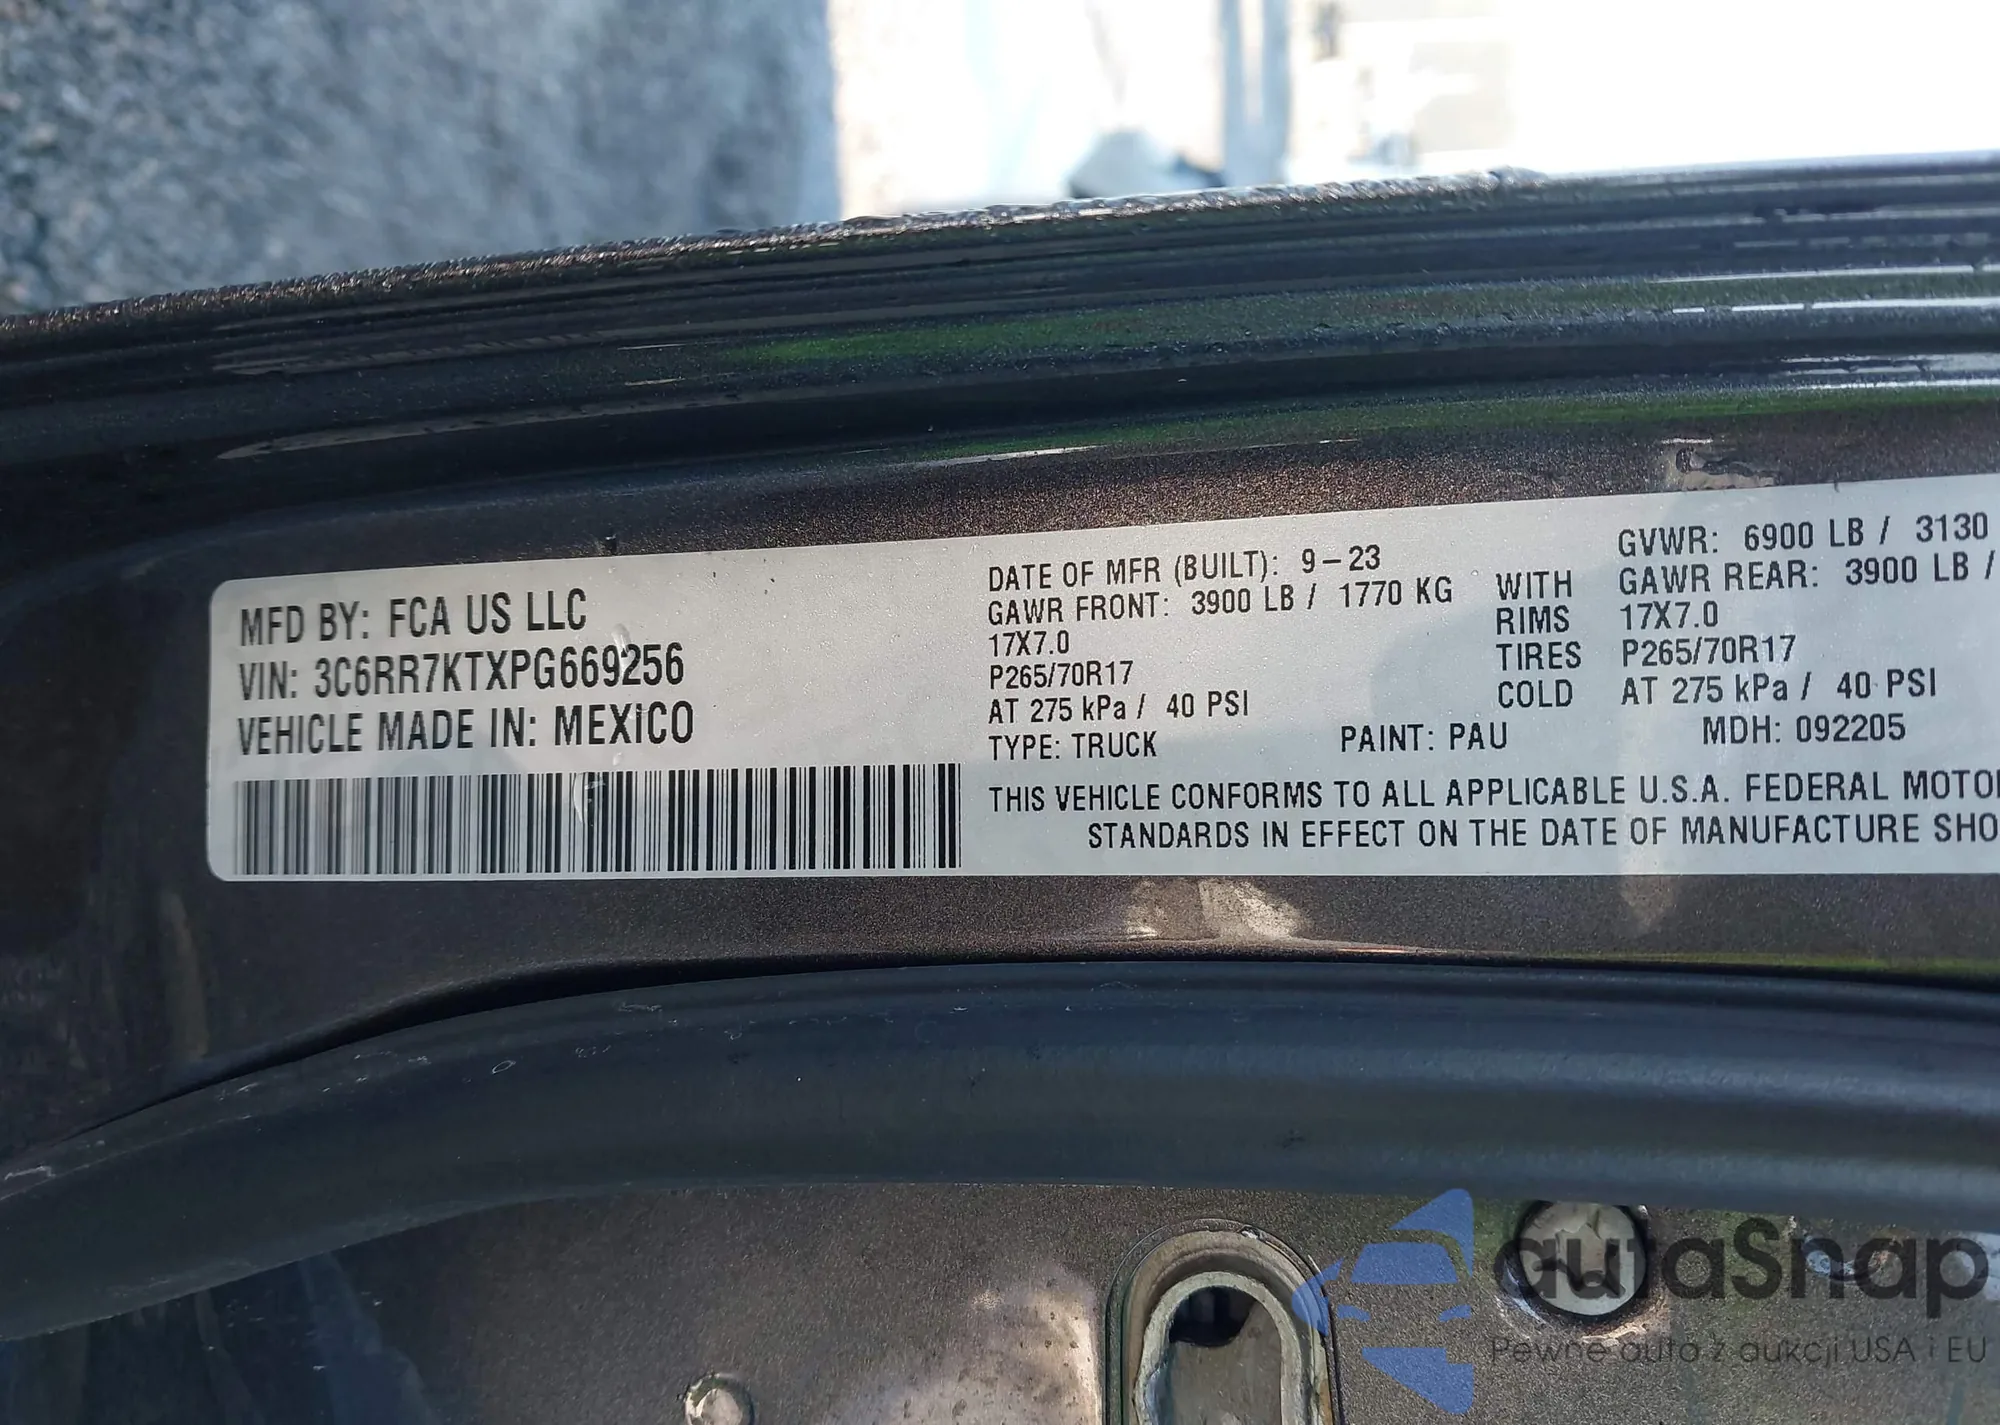 MFD BY: FCA US LLC
VIN: 3C6RR7KTXPG669256
VEHICLE MADE IN: MEXICO
DATE OF MFR (BUILT): 9-23
GVWR: 6900 LB / 3130
GAWR FRONT: 3900 LB / 1770 KG WITH GAWR REAR: 3900 LB /
17X7.0 RIMS 17X7.0
P265/70R17 TIRES P265/70R17
AT 275 kPa / 40 PSI COLD AT 275 kPa / 40 PSI
TYPE: TRUCK PAINT: PAU MDH: 092205
THIS VEHICLE CONFORMS TO ALL APPLICABLE U.S.A. FEDERAL MOTO
STANDARDS IN EFFECT ON THE DATE OF MANUFACTURE SHO
autaSnap
Pewne auto z aukcji USA i EU